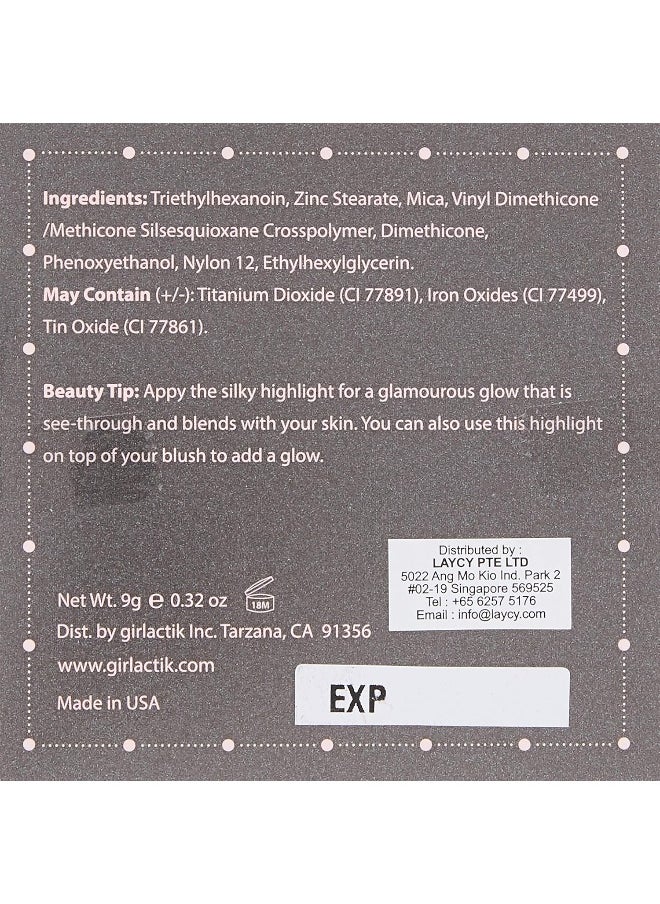 Ingredients: Triethylhexanoin, Zinc Stearate, Mica, Vinyl Dimethicone
/Methicone Silsesquioxane Crosspolymer, Dimethicone,
Phenoxyethanol, Nylon 12, Ethylhexylglycerin.
May Contain (+/-): Titanium Dioxide (CI 77891), Iron Oxides (CI 77499),
Tin Oxide (CI 77861).
Beauty Tip: Appy the silky highlight for a glamourous glow that is
see-through and blends with your skin. You can also use this highlight
on top of your blush to add a glow.
Net Wt. 9g ℮ 0.32 oz 18M
Dist. by girlactik Inc. Tarzana, CA 91356
www.girlactik.com
Made in USA
Distributed by :
LAYCY PTE LTD
5022 Ang Mo Kio Ind. Park 2
#02-19 Singapore 569525
Tel : +65 6257 5176
Email : info@laycy.com
EXP